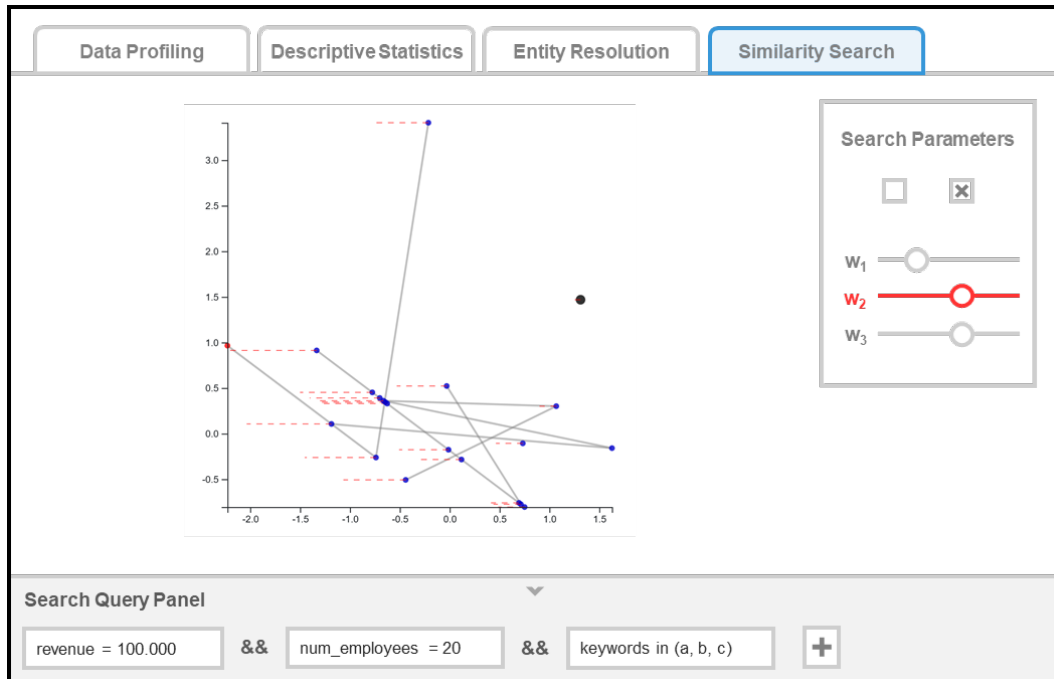 Data Profiling
Descriptive Statistics
Entity Resolution
Similarity Search
Search Parameters
w1
w2
w3
3.0
2.5
2.0
1.5
1.0
0.5
0.0
-0.5
-2.0 -1.5 -1.0 -0.5 0.0 0.5 1.0 1.5
Search Query Panel
revenue = 100.000 && num_employees = 20 && keywords in (a, b, c) +